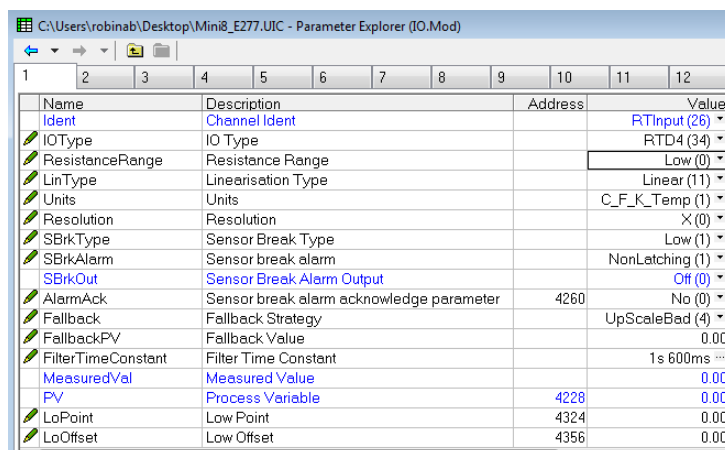 C:\Users\robinab\Desktop\Mini8_E277.UIC - Parameter Explorer (IO.Mod)
1 2 3 4 5 6 7 8 9 10 11 12
Name Description Address Value
Ident Channel Ident RTInput (26)
IOType IO Type RTD4 (34)
ResistanceRange Resistance Range Low (0)
LinType Linearisation Type Linear (11)
Units Units C_F_K_Temp (1)
Resolution Resolution X (0)
SBrkType Sensor Break Type Low (1)
SBrkAlarm Sensor break alarm NonLatching (1)
SBrkOut Sensor Break Alarm Output Off (0)
AlarmAck Sensor break alarm acknowledge parameter 4260 No (0)
Fallback Fallback Strategy UpScaleBad (4)
FallbackPV Fallback Value 0.00
FilterTimeConstant Filter Time Constant 1s 600ms ...
MeasuredVal Measured Value 0.00
PV Process Variable 4228 0.00
LoPoint Low Point 4324 0.00
LoOffset Low Offset 4356 0.00